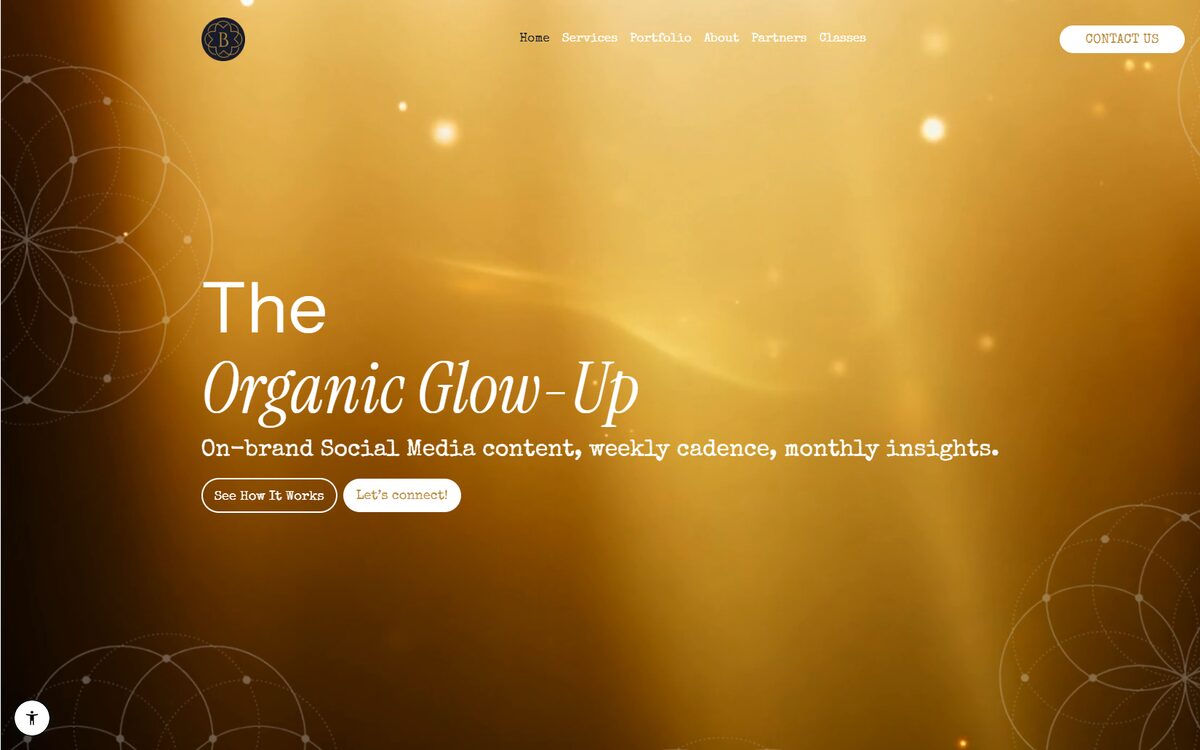 B
Home Services Portfolio About Partners Classes
CONTACT US
The
Organic Glow-Up
On-brand Social Media content, weekly cadence, monthly insights.
See How It Works
Let's connect!